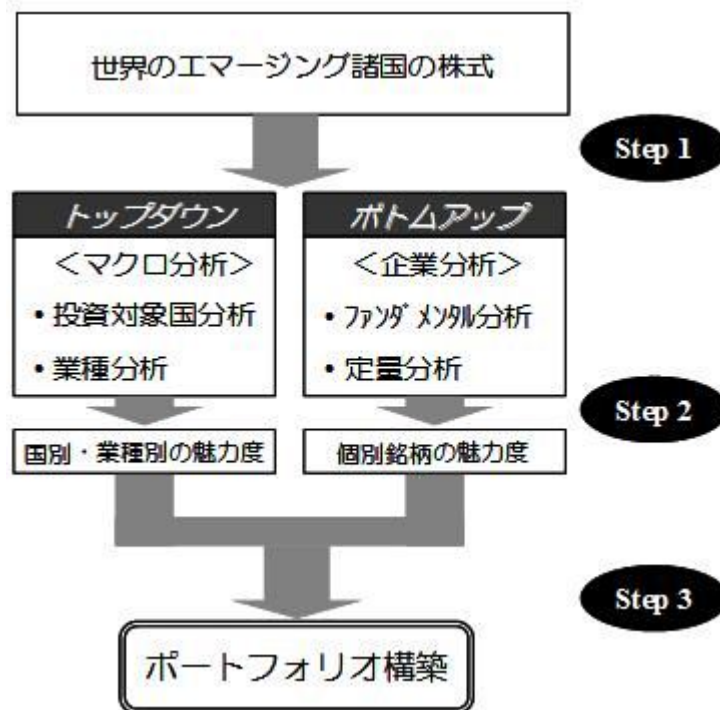 世界のエマージング諸国の株式
Step 1
トップダウン
<マクロ分析>
・投資対象国分析
・業種分析
ボトムアップ
<企業分析>
・ファンダメンタル分析
・定量分析
Step 2
国別・業種別の魅力度
個別銘柄の魅力度
Step 3
ポートフォリオ構築